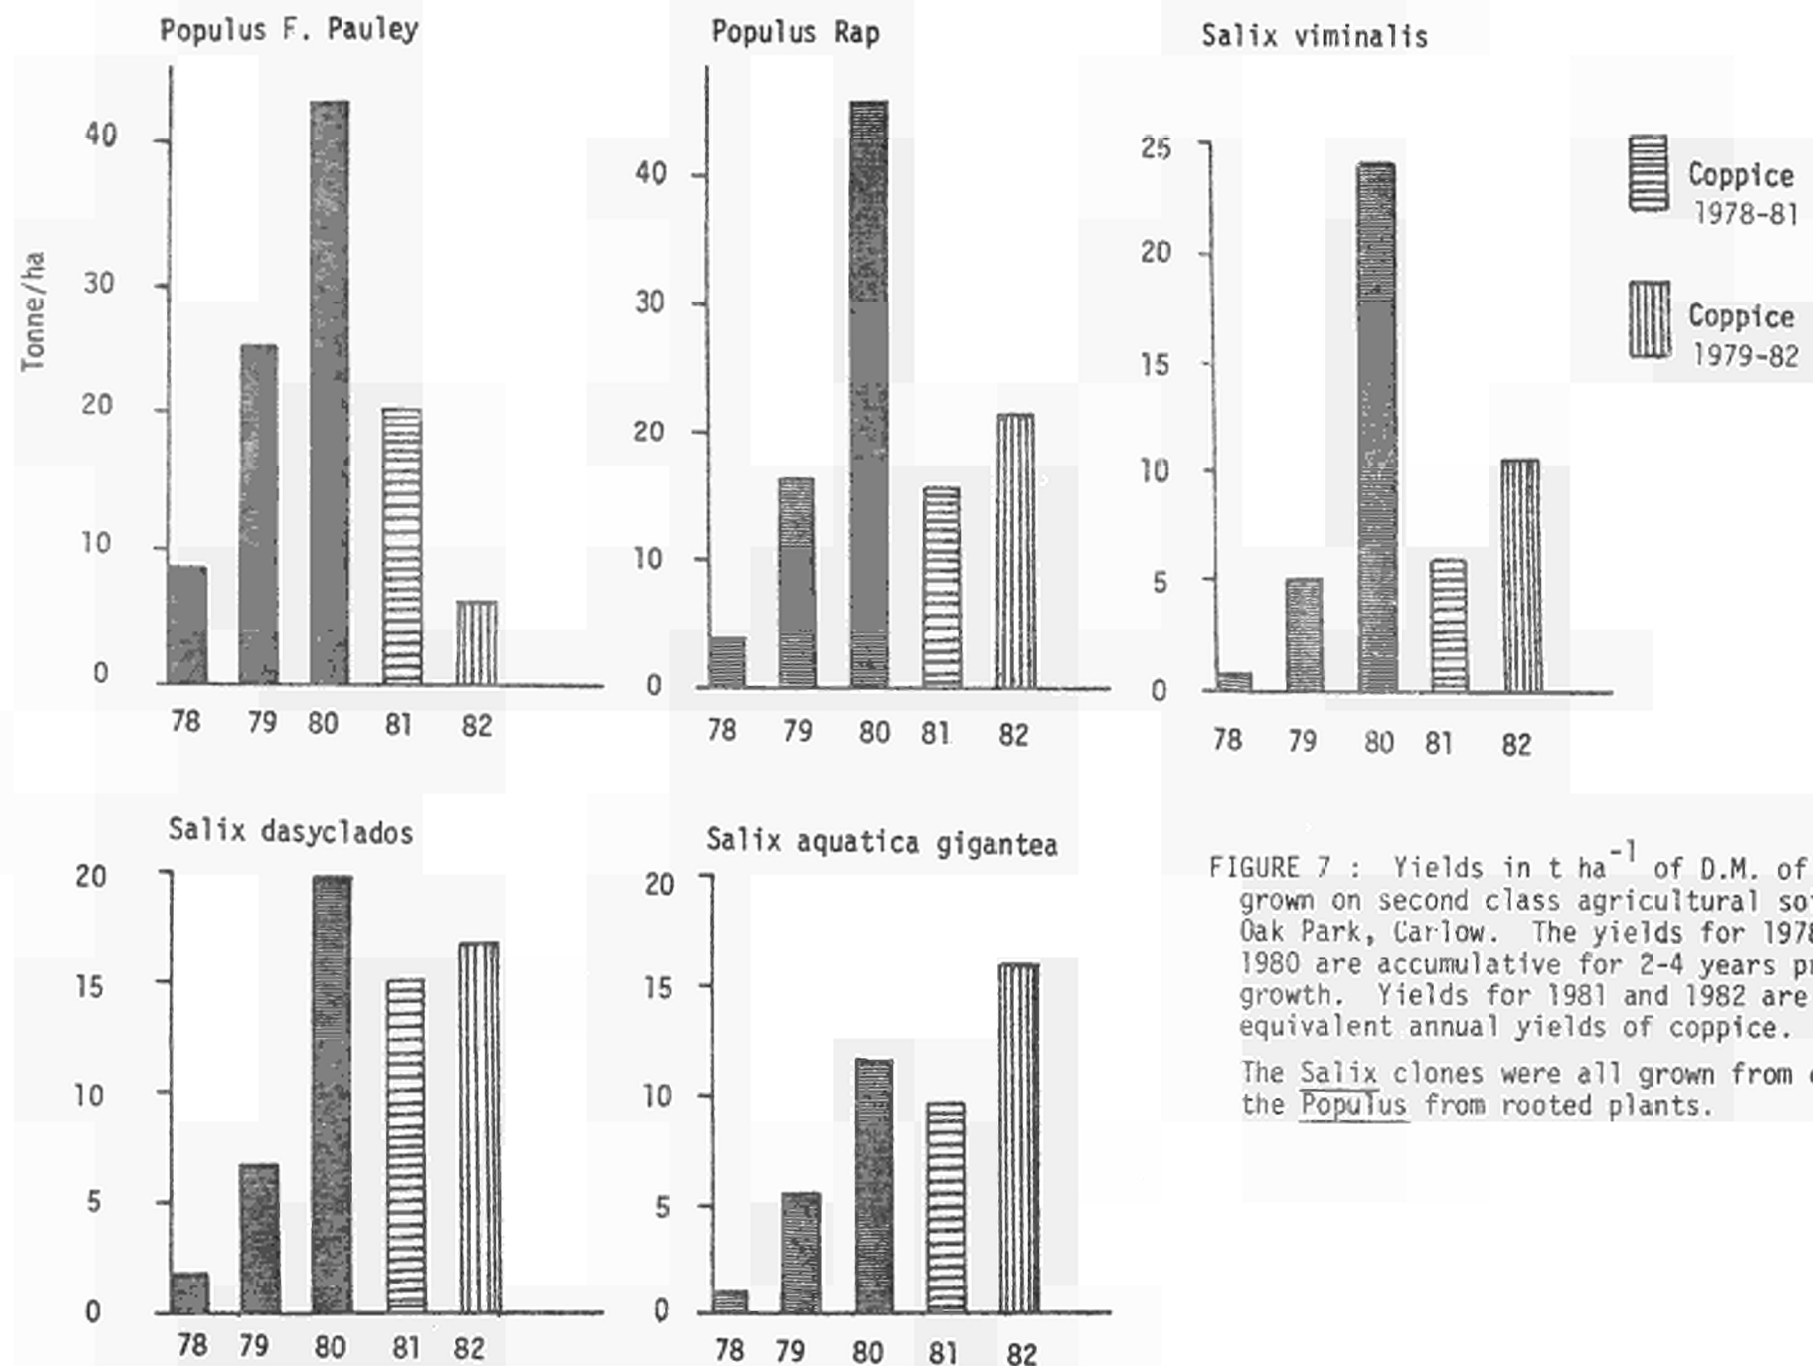 Populus F. Pauley
Tonne/ha
40
30
20
10
0
78 79 80 81 82
Populus Rap
40
30
20
10
0
78 79 80 81 82
Salix viminalis
25
20
15
10
5
0
78 79 80 81 82
Coppice
1978-81
Coppice
1979-82
Salix dasyclados
20
15
10
5
0
78 79 80 81 82
Salix aquatica gigantea
20
15
10
5
0
78 79 80 81 82
FIGURE 7 : Yields in t ha⁻¹ of D.M. of
grown on second class agricultural
Oak Park, Carlow. The yields for
1980 are accumulative for 2-4 years
growth. Yields for 1981 and 1982 are
equivalent annual yields of coppice.
The Salix clones were all grown from
the Populus from rooted plants.